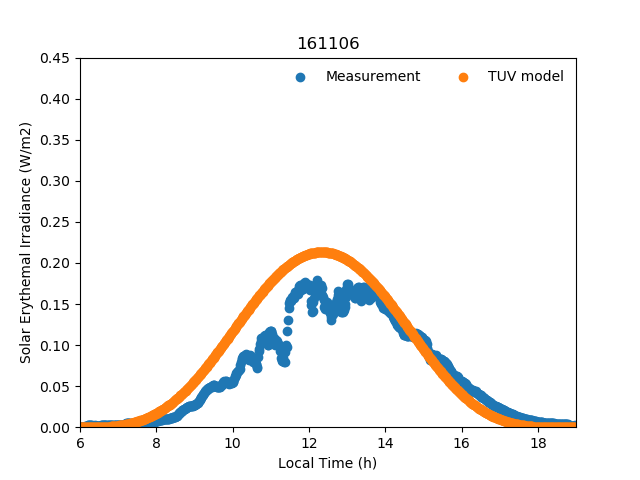 161106
Measurement
TUV model
0.45
0.40
0.35
0.30
0.25
0.20
0.15
0.10
0.05
0.00
Solar Erythemal Irradiance (W/m2)
6 8 10 12 14 16 18
Local Time (h)